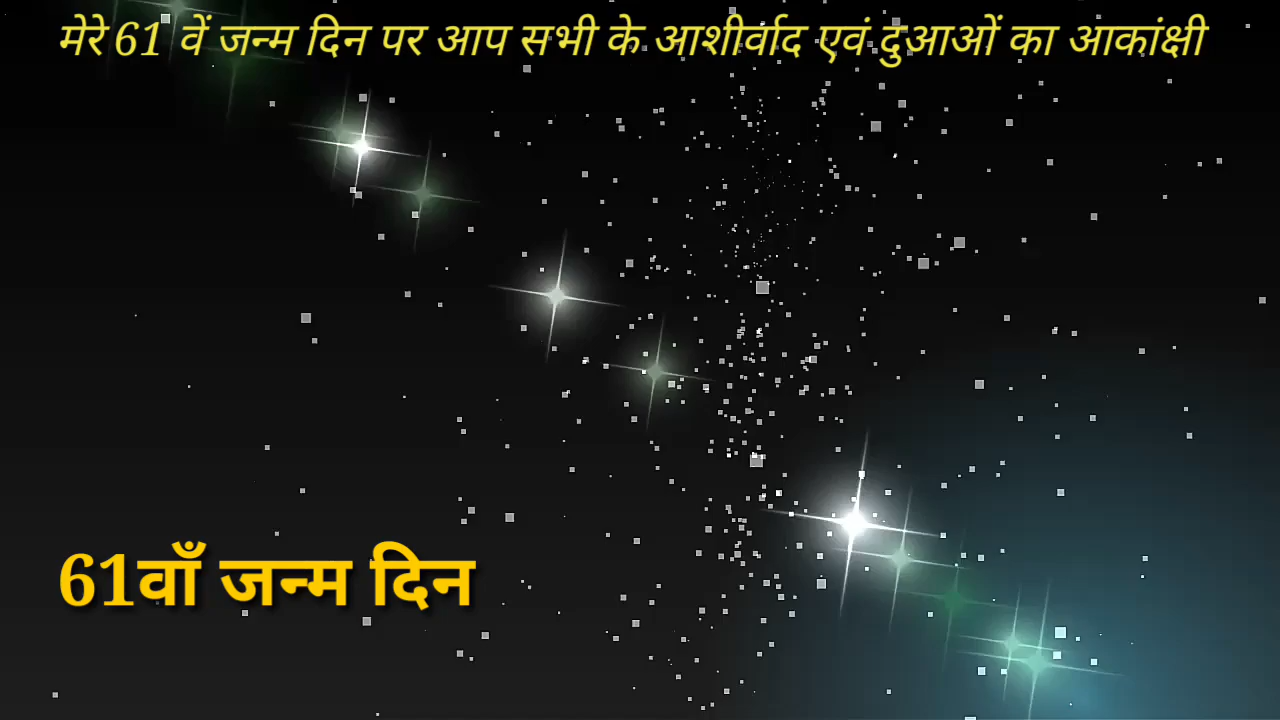 मेरे 61 वें जन्म दिन पर आप सभी के आशीर्वाद एवं दुआओं का आकांक्षी
61वाँ जन्म दिन